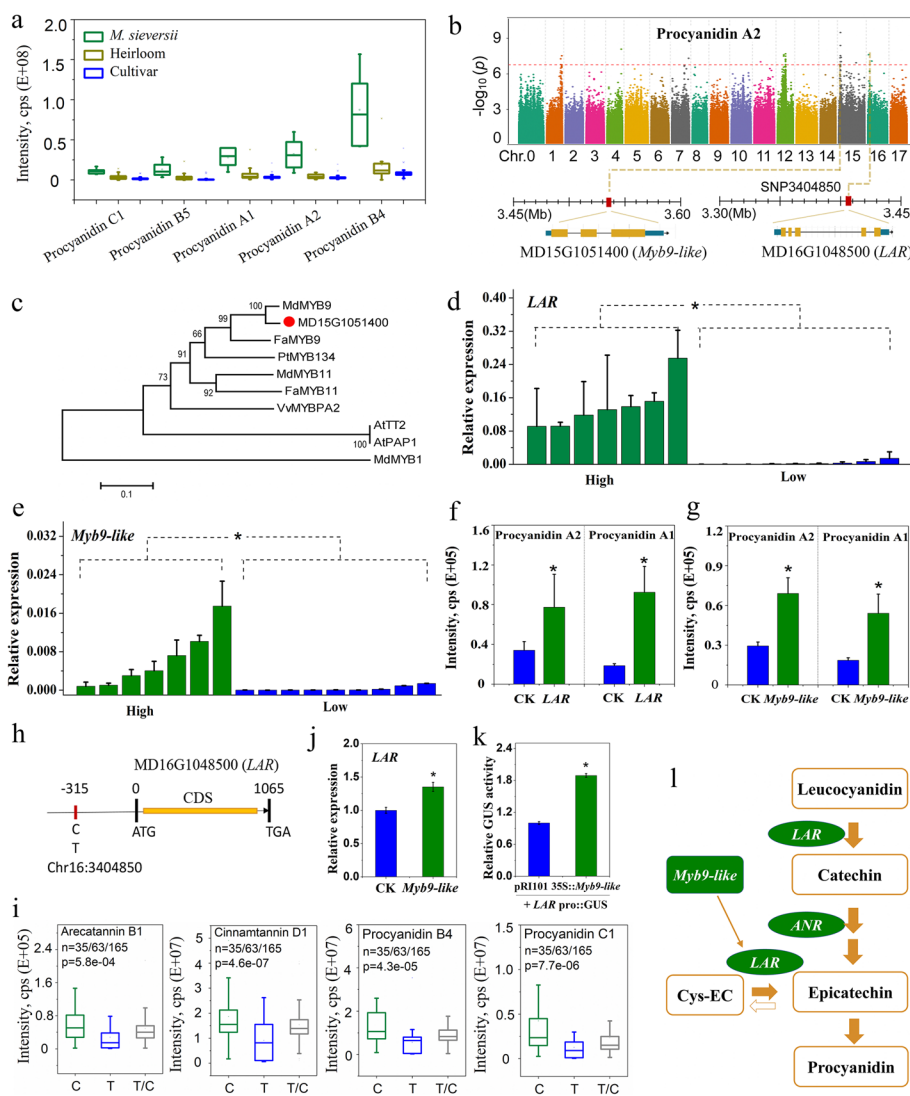 a
2.0
1.5
1.0
0.5
0
Intensity, cps (E+08)
M. sieversii
Heirloom
Cultivar
Procyanidin C1
Procyanidin B5
Procyanidin A1
Procyanidin A2
Procyanidin B4
b
Procyanidin A2
9
6
3
0
-log10 (p)
Chr.0 1 2 3 4 5 6 7 8 9 10 11 12 13 14 15 16 17
SNP3404850
3.45(Mb) 3.60
3.30(Mb) 3.45
MD15G1051400 (Myb9-like)
MD16G1048500 (LAR)
c
MdMYB9
MD15G1051400
FaMYB9
PtMYB134
MdMYB11
FaMYB11
VvMYBPA2
AtTT2
AtPAP1
MdMYB1
100
99
66
91
92
73
100
0.1
d
LAR
*
0.40
0.32
0.24
0.16
0.08
0.00
Relative expression
High
Low
e
Myb9-like
*
0.032
0.024
0.016
0.008
0.000
Relative expression
High
Low
f
Procyanidin A2 Procyanidin A1
1.6
1.2
0.8
0.4
0
Intensity, cps (E+05)
* *
CK LAR CK LAR
g
Procyanidin A2 Procyanidin A1
1.2
0.9
0.6
0.3
0
Intensity, cps (E+05)
* *
CK Myb9-like CK Myb9-like
h
MD16G1048500 (LAR)
-315 0 1065
CDS
C
T
ATG
TGA
Chr16:3404850
j
LAR
*
2.0
1.5
1.0
0.5
0.0
Relative expression
CK Myb9-like
k
*
2.4
1.8
1.2
0.6
0.0
Relative GUS activity
pRI101 35S::Myb9-like
+ LAR pro::GUS
l
Leucocyanidin
LAR
Myb9-like
Catechin
ANR
LAR
Cys-EC
Epicatechin
Procyanidin
i
Arecatannin B1
n=35/63/165
p=5.8e-04
2.4
1.8
1.2
0.6
0
Intensity, cps (E+05)
C T T/C
Cinnamtannin D1
n=35/63/165
p=4.6e-07
6
5
4
3
2
1
0
Intensity, cps (E+07)
C T T/C
Procyanidin B4
n=35/63/165
p=4.3e-05
6
4
2
0
Intensity, cps (E+07)
C T T/C
Procyanidin C1
n=35/63/165
p=7.7e-06
2
1.5
1
0.5
0
Intensity, cps (E+07)
C T T/C